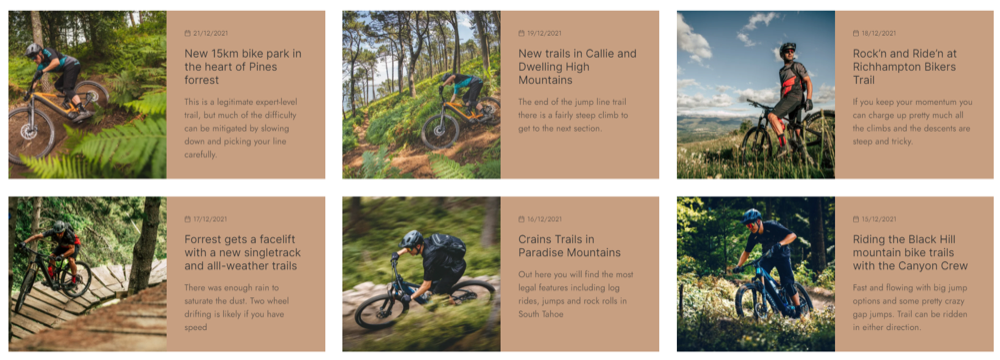 21/12/2021
New 15km bike park in
the heart of Pines
forrest
This is a legitimate expert-level
trail, but much of the difficulty
can be mitigated by slowing
down and picking your line
carefully.
19/12/2021
New trails in Callie and
Dwelling High
Mountains
The end of the jump line trail
there is a fairly steep climb to
get to the next section.
18/12/2021
Rock'n and Ride'n at
Richhampton Bikers
Trail
If you keep your momentum you
can charge up pretty much all
the climbs and the descents are
steep and tricky.
17/12/2021
Forrest gets a facelift
with a new singletrack
and alll-weather trails
There was enough rain to
saturate the dust. Two wheel
drifting is likely if you have
speed
16/12/2021
Crains Trails in
Paradise Mountains
Out here you will find the most
legal features including log
rides, jumps and rock rolls in
South Tahoe
15/12/2021
Riding the Black Hill
mountain bike trails
with the Canyon Crew
Fast and flowing with big jump
options and some pretty crazy
gap jumps. Trail can be ridden
in either direction.